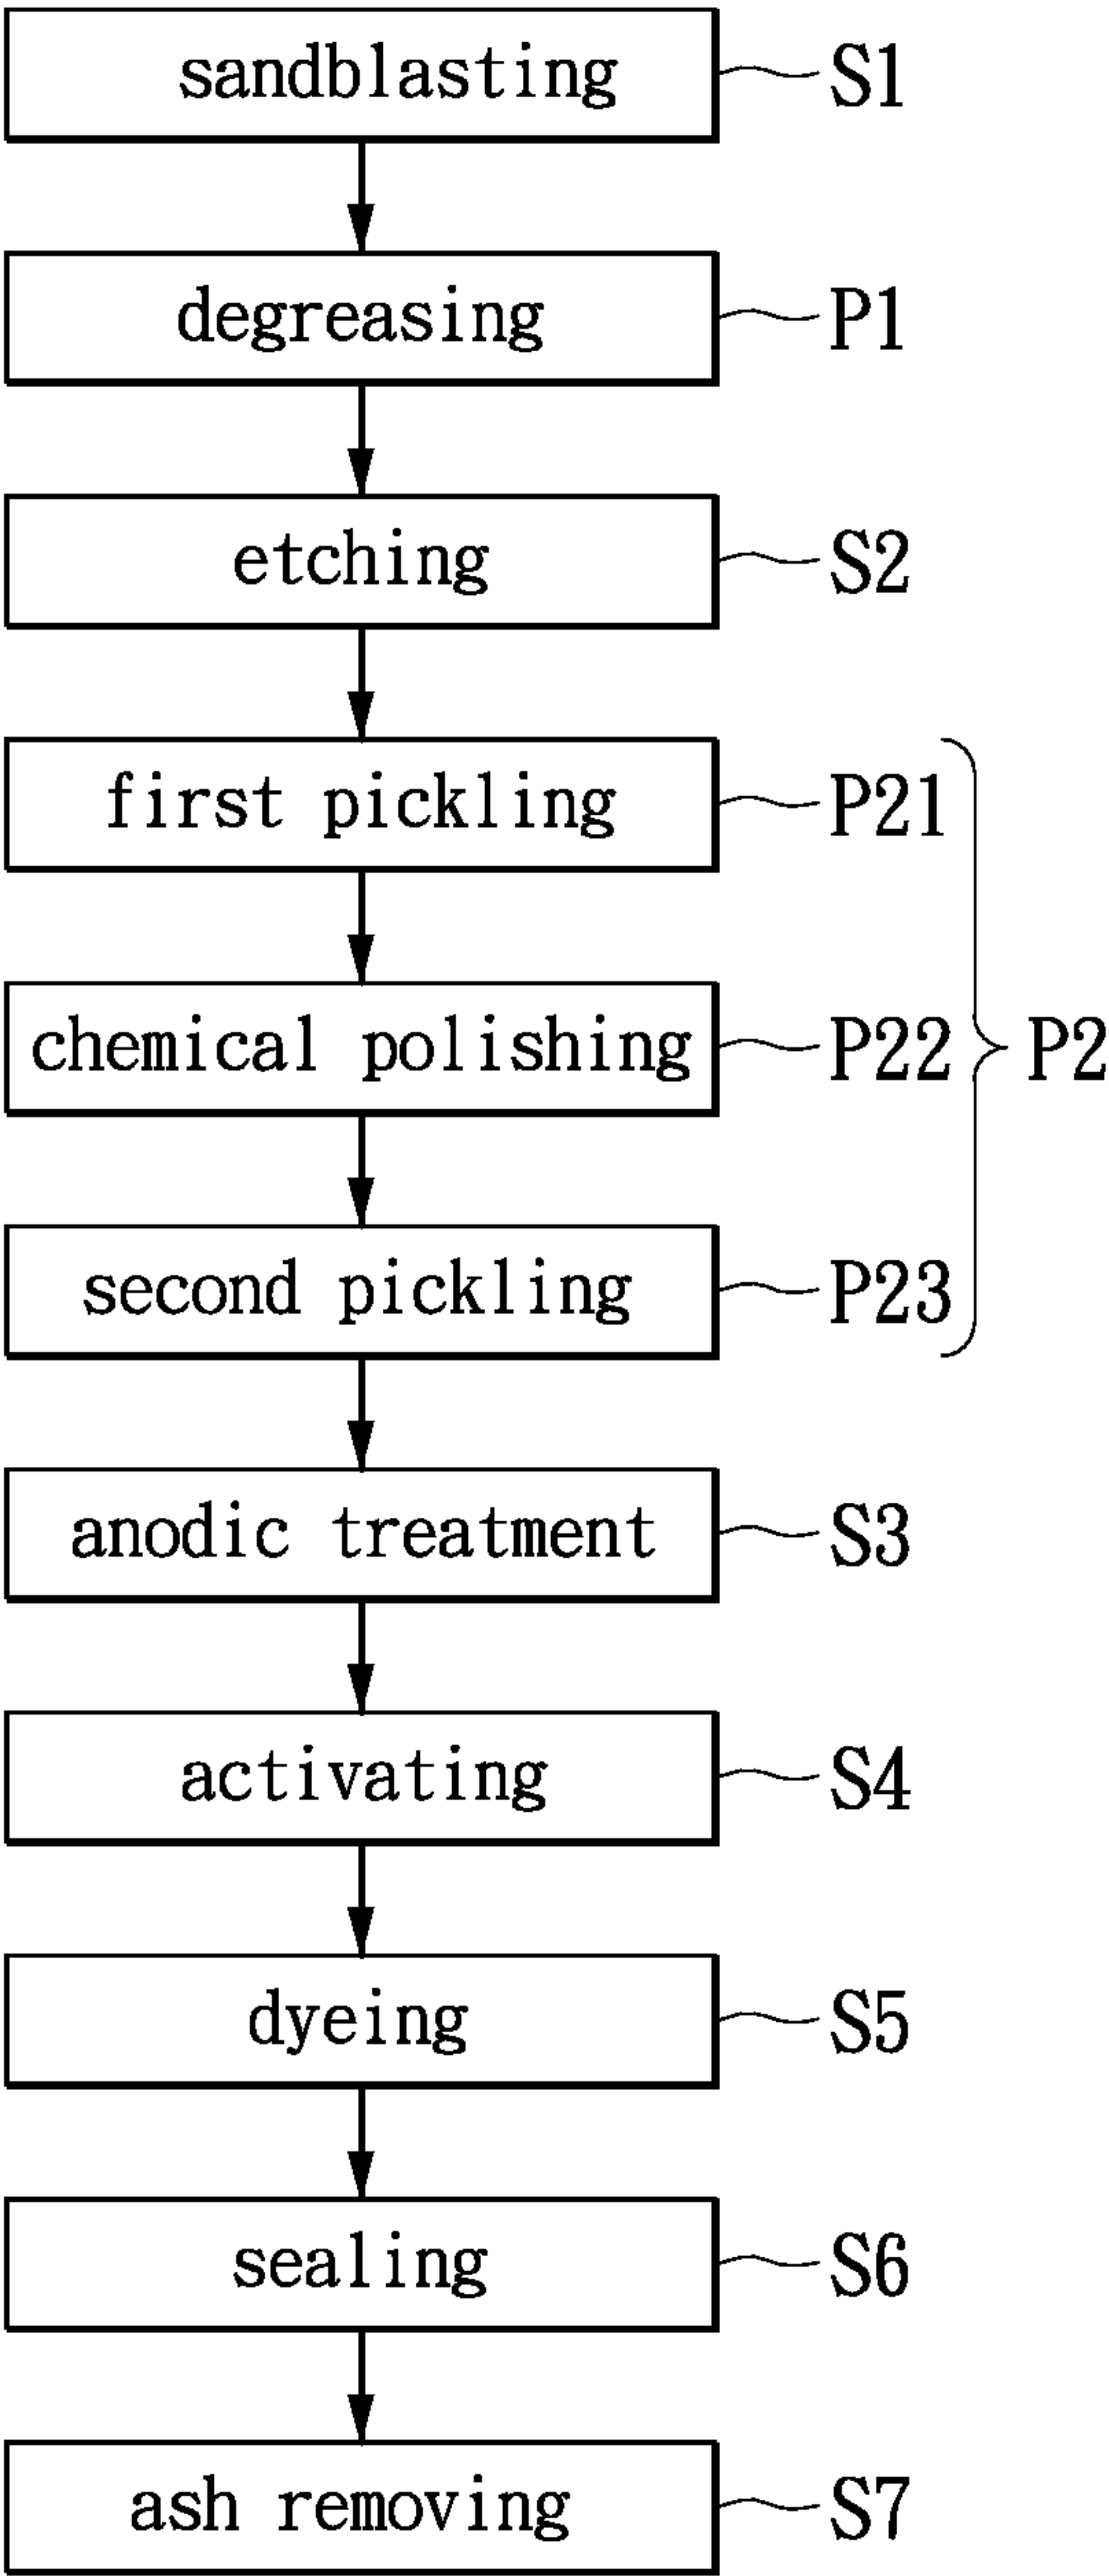 sandblasting S1
degreasing P1
etching S2
first pickling P21
chemical polishing P22 P2
second pickling P23
anodic treatment S3
activating S4
dyeing S5
sealing S6
ash removing S7